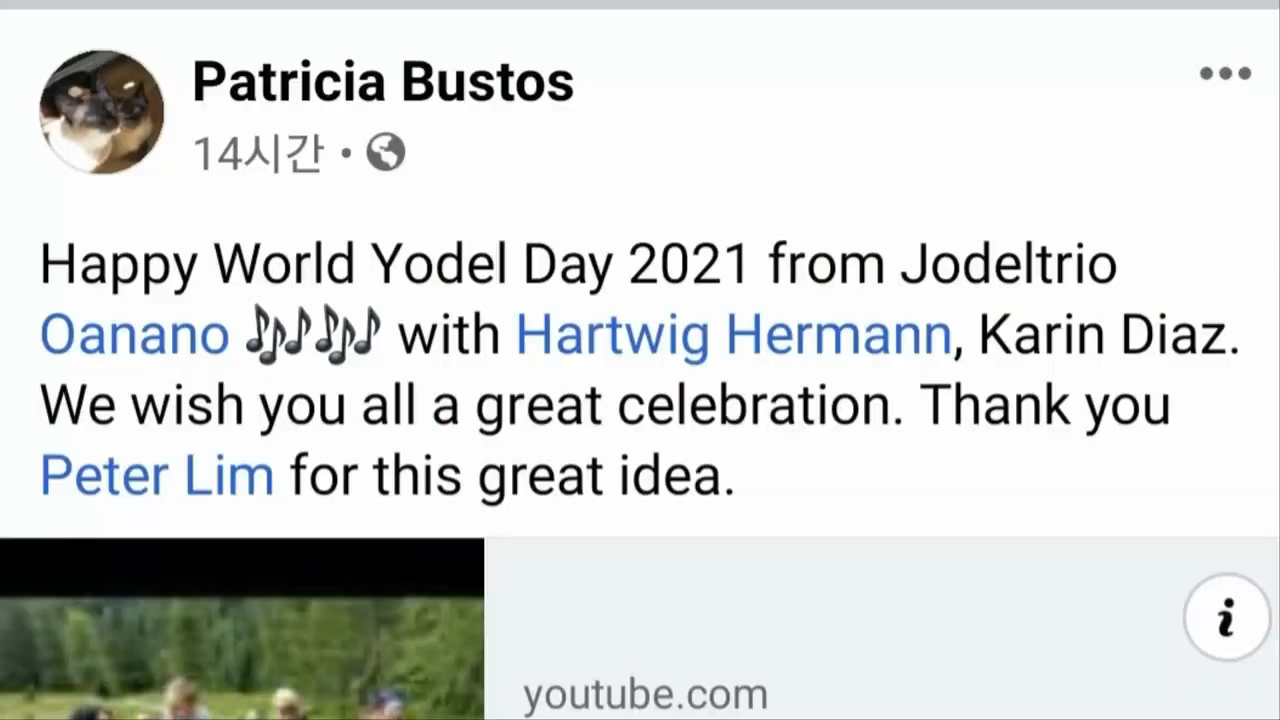 Patricia Bustos
14시간 •
Happy World Yodel Day 2021 from Jodeltrio
Oanano 🎶🎶 with Hartwig Hermann, Karin Diaz.
We wish you all a great celebration. Thank you
Peter Lim for this great idea.
i
youtube.com